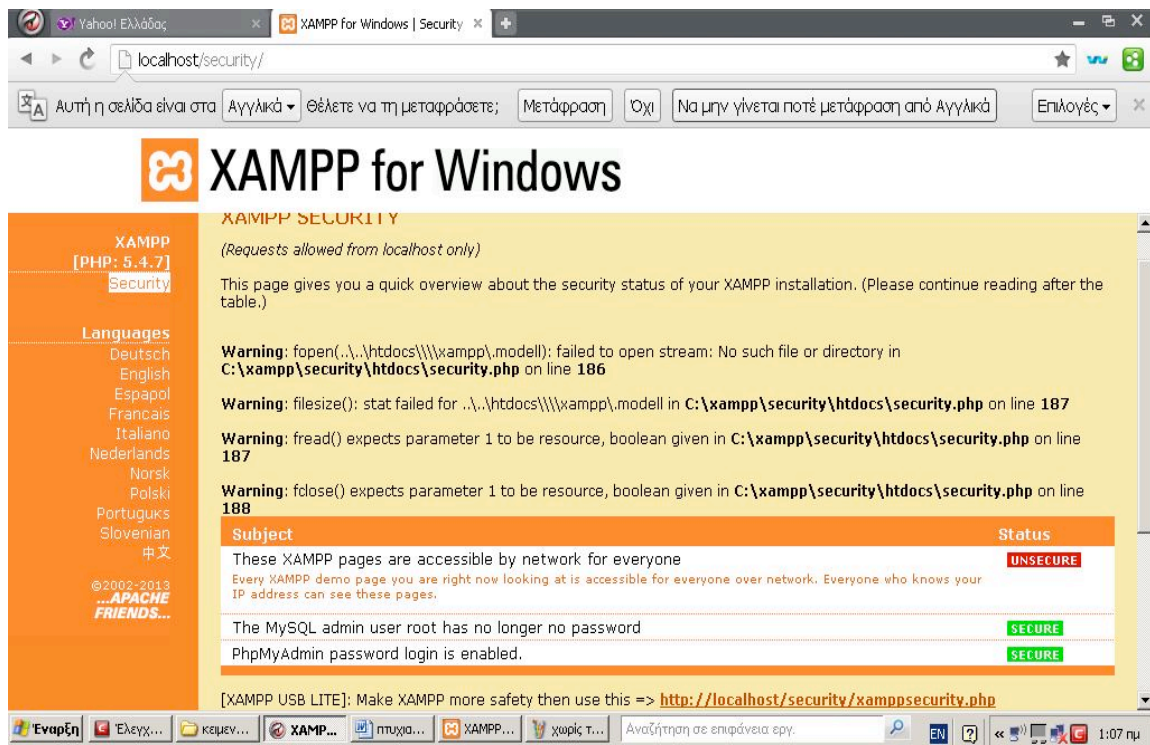 Yahoo! Ελλάδας
XAMPP for Windows | Security
localhost/security/
Αυτή η σελίδα είναι στα Αγγλικά Θέλετε να τη μεταφράσετε; Μετάφραση Όχι Να μην γίνεται ποτέ μετάφραση από Αγγλικά Επιλογές
XAMPP for Windows
XAMPP
[PHP: 5.4.7]
Security
Languages
Deutsch
English
Espapol
Francais
Italiano
Nederlands
Norsk
Polski
Portuguкs
Slovenian
中文
©2002-2013
...APACHE
FRIENDS...
XAMPP SECURITY
(Requests allowed from localhost only)
This page gives you a quick overview about the security status of your XAMPP installation. (Please continue reading after the
table.)
Warning: fopen(..\..\htdocs\\\\xampp\.modell): failed to open stream: No such file or directory in
C:\xampp\security\htdocs\security.php on line 186
Warning: filesize(): stat failed for ..\..\htdocs\\\\xampp\.modell in C:\xampp\security\htdocs\security.php on line 187
Warning: fread() expects parameter 1 to be resource, boolean given in C:\xampp\security\htdocs\security.php on line
187
Warning: fclose() expects parameter 1 to be resource, boolean given in C:\xampp\security\htdocs\security.php on line
188
Subject Status
These XAMPP pages are accessible by network for everyone UNSECURE
Every XAMPP demo page you are right now looking at is accessible for everyone over network. Everyone who knows your
IP address can see these pages.
The MySQL admin user root has no longer no password SECURE
PhpMyAdmin password login is enabled. SECURE
[XAMPP USB LITE]: Make XAMPP more safety then use this => http://localhost/security/xamppsecurity.php
Έναρξη Έλεγχ... κειμεν... XAMP... πτυχια... XAMPP... χωρίς τ... Αναζήτηση σε επιφάνεια εργ. EN 1:07 πμ